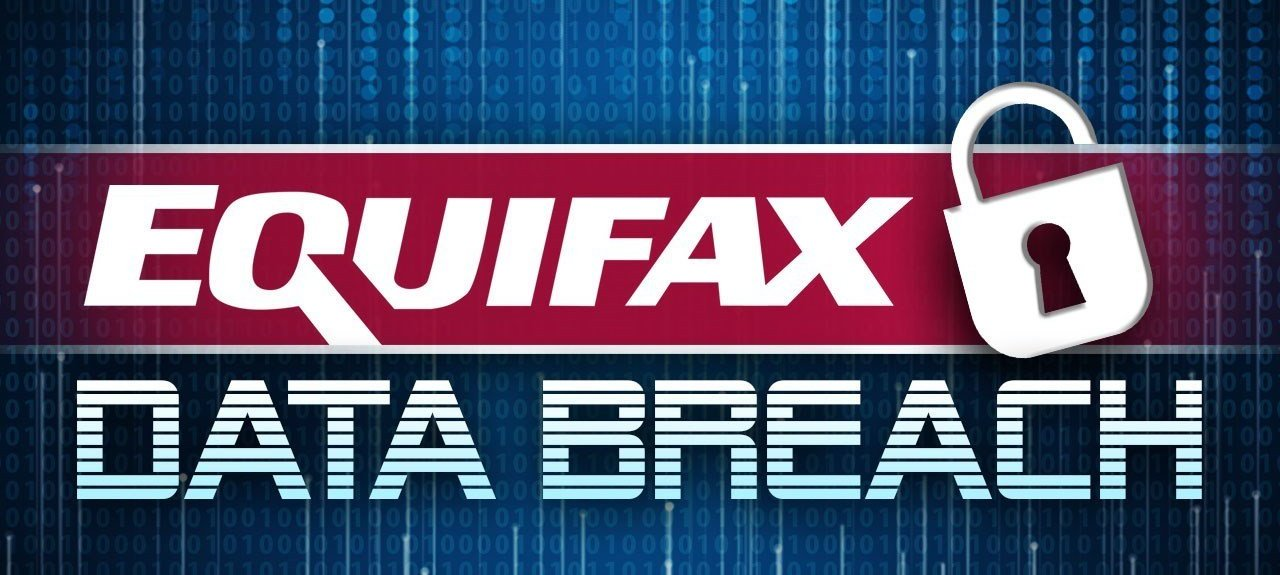 EQUIFAX
DATA BREACH